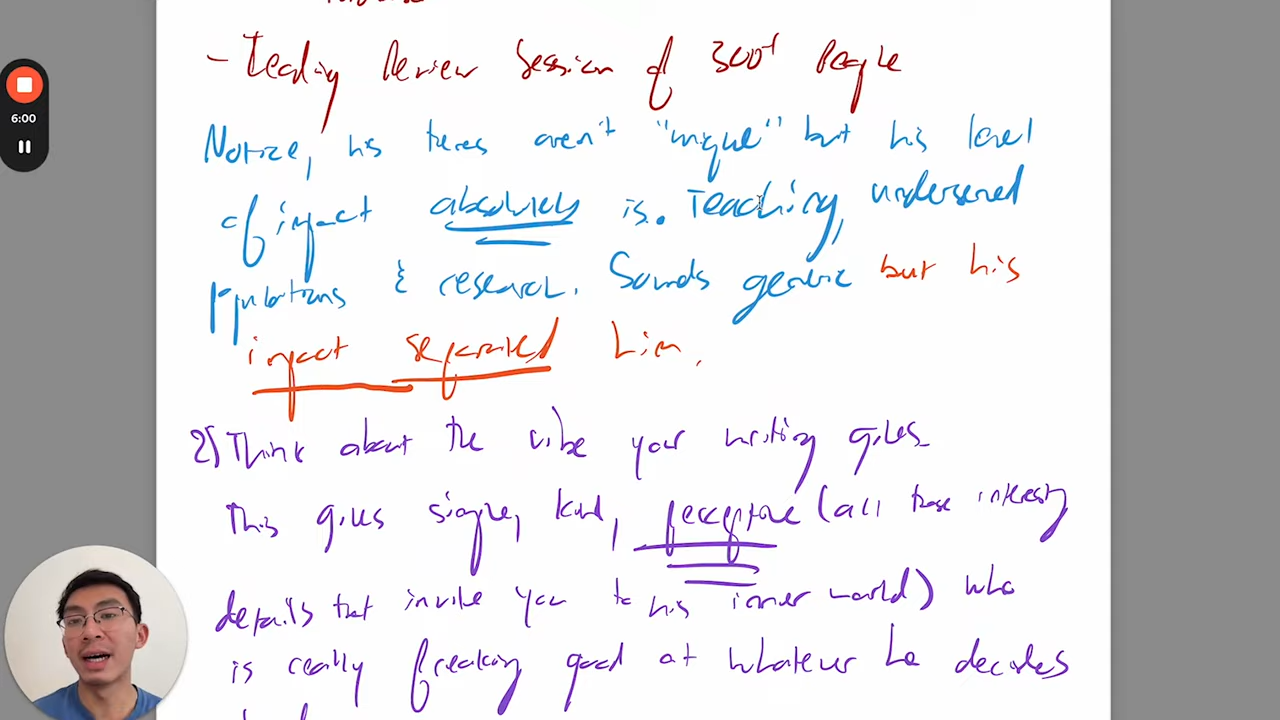 - Leading Review Session of 300+ People
Notice, his themes aren't "unique" but his level
of impact absolutely is. Teaching, underserved
populations & research. Sounds generic but his
impact separates him.
2) Think about the vibe your writing gives
This gives simple, kind, perceptive (all these interesting
details that invite you to his inner world) who
is really freaking good at whatever he decides
6:00